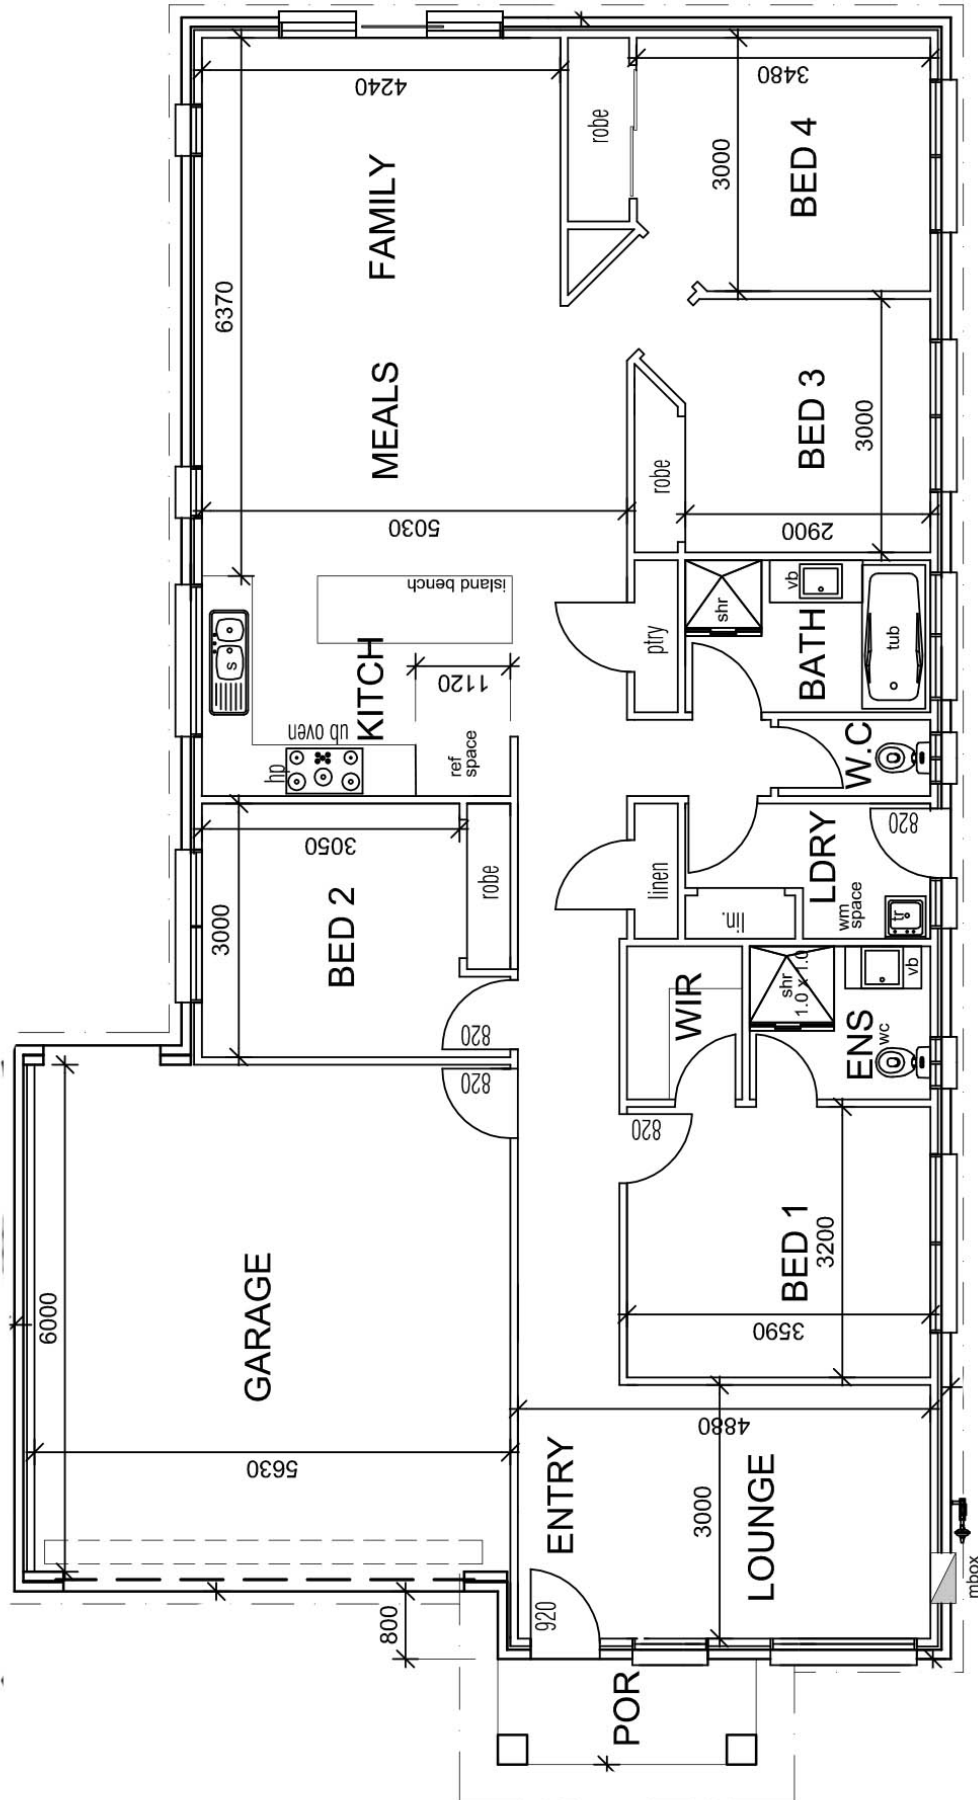 4240
3480
robe
FAMILY
3000
BED 4
6370
MEALS
BED 3
3000
robe
5030
2900
island bench
vb
shr
s
ptry
BATH
tub
KITCH
1120
ub oven
hp
ref
space
W.C
3050
820
LDRY
robe
linen
lin.
wm
space
tr
3000
BED 2
WIR
shr
1.0 x 1.0
vb
820
ENS
wc
820
820
BED 1
3200
GARAGE
6000
3590
4880
5630
ENTRY
3000
LOUNGE
mbox
920
800
POR